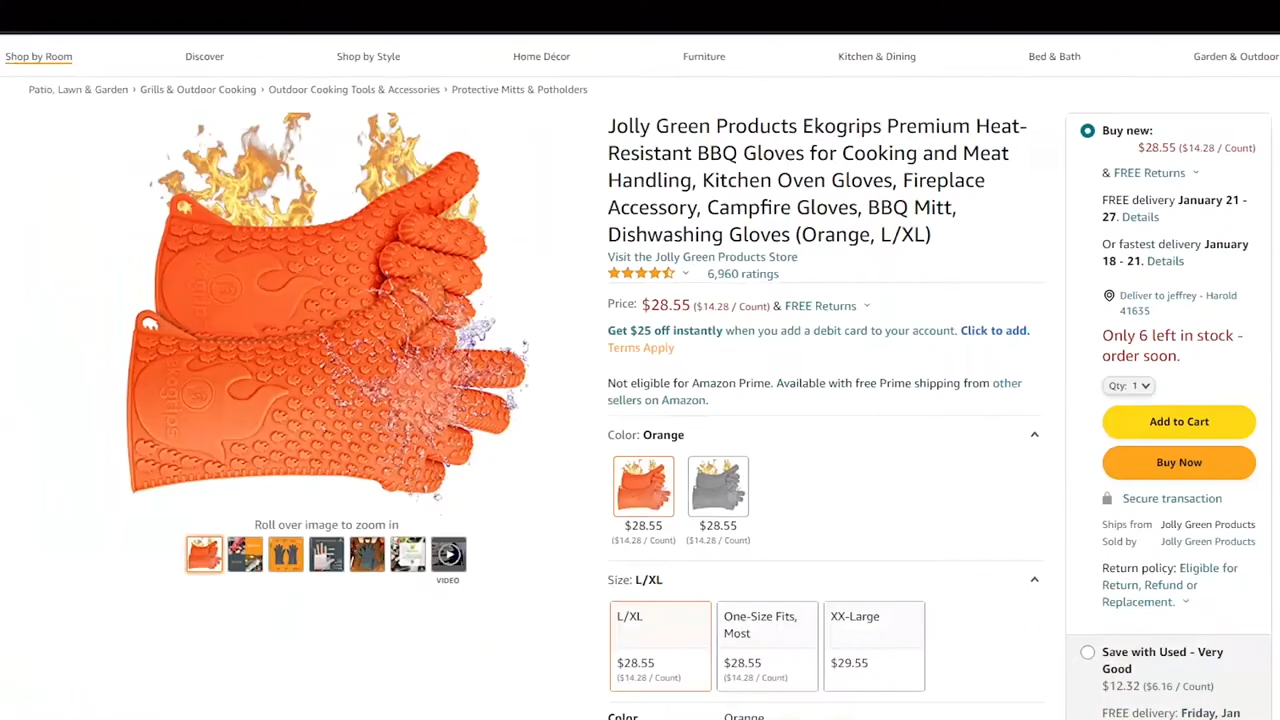 Shop by Room
Discover
Shop by Style
Home Décor
Furniture
Kitchen & Dining
Bed & Bath
Garden & Outdoor
Patio, Lawn & Garden › Grills & Outdoor Cooking › Outdoor Cooking Tools & Accessories › Protective Mitts & Potholders
Roll over image to zoom in
VIDEO
Jolly Green Products Ekogrips Premium Heat-
Resistant BBQ Gloves for Cooking and Meat
Handling, Kitchen Oven Gloves, Fireplace
Accessory, Campfire Gloves, BBQ Mitt,
Dishwashing Gloves (Orange, L/XL)
Visit the Jolly Green Products Store
6,960 ratings
Price: $28.55 ($14.28 / Count) & FREE Returns
Get $25 off instantly when you add a debit card to your account. Click to add.
Terms Apply
Not eligible for Amazon Prime. Available with free Prime shipping from other
sellers on Amazon.
Color: Orange
$28.55
($14.28 / Count)
$28.55
($14.28 / Count)
Size: L/XL
L/XL
$28.55
($14.28 / Count)
One-Size Fits,
Most
$28.55
($14.28 / Count)
XX-Large
$29.55
Color Orange
Buy new:
$28.55 ($14.28 / Count)
& FREE Returns
FREE delivery January 21 -
27. Details
Or fastest delivery January
18 - 21. Details
Deliver to jeffrey - Harold
41635
Only 6 left in stock -
order soon.
Qty: 1
Add to Cart
Buy Now
Secure transaction
Ships from Jolly Green Products
Sold by Jolly Green Products
Return policy: Eligible for
Return, Refund or
Replacement.
Save with Used - Very
Good
$12.32 ($6.16 / Count)
FREE delivery: Friday, Jan